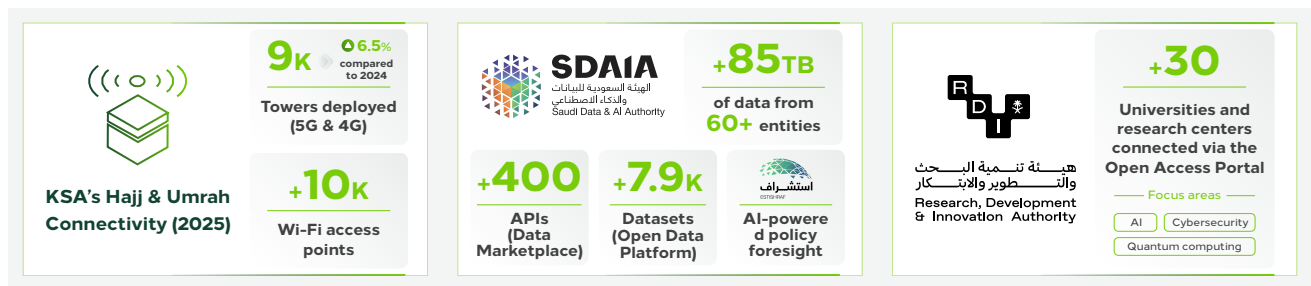 9K
6.5%
compared
to 2024
Towers deployed
(5G & 4G)
KSA's Hajj & Umrah
Connectivity (2025)
+10K
Wi-Fi access
points
SDAIA
الهيئة السعودية للبيانات
والذكاء الاصطناعي
Saudi Data & AI Authority
+85TB
of data from
60+ entities
+400
APIs
(Data
Marketplace)
+7.9K
Datasets
(Open Data
Platform)
استشراف
ESTISHRAF
AI-powere
d policy
foresight
R
D
I
هيئة تنمية البحث
والتطوير والابتكار
Research, Development
& Innovation Authority
+30
Universities and
research centers
connected via the
Open Access Portal
Focus areas
AI
Cybersecurity
Quantum computing